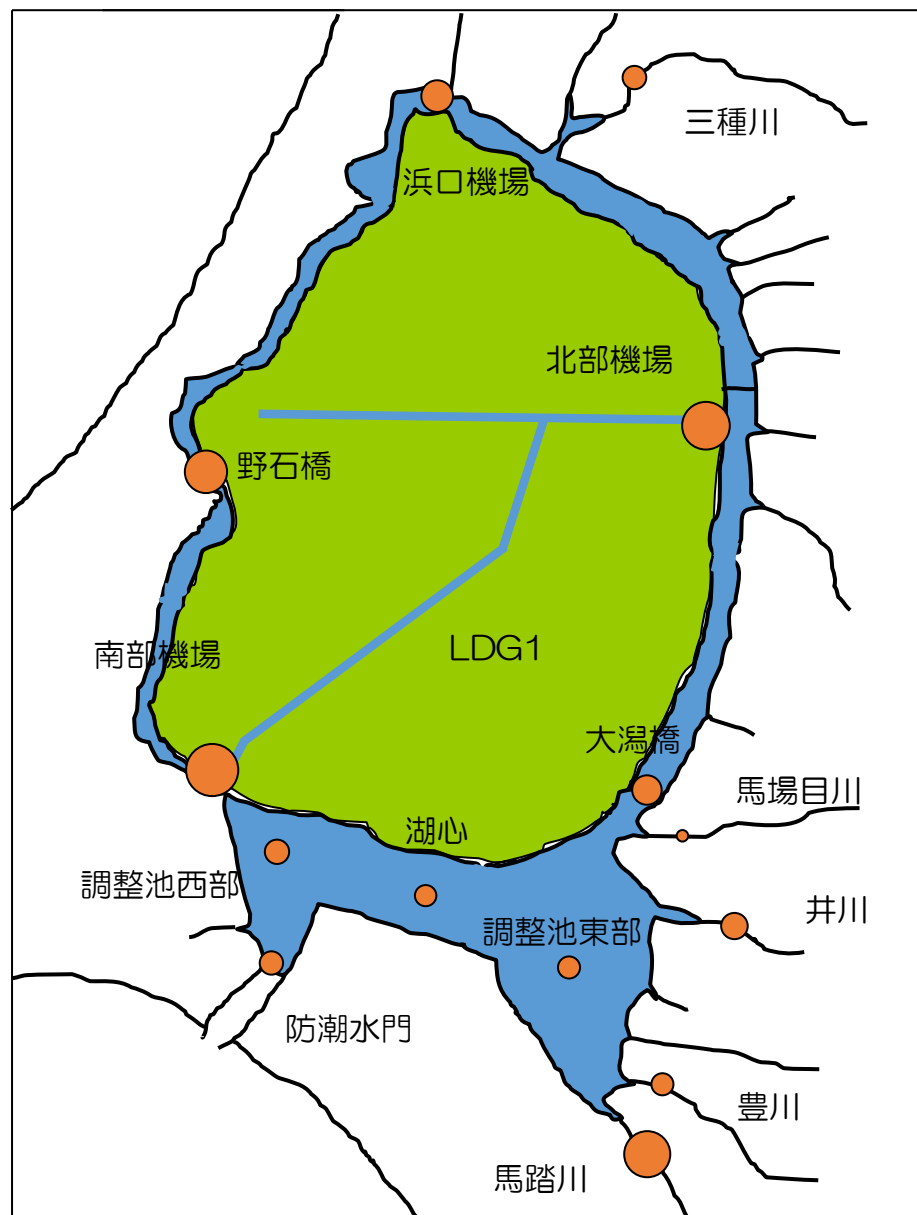 三種川
浜口機場
北部機場
野石橋
南部機場
LDG1
大潟橋
馬場目川
湖心
調整池西部
井川
調整池東部
防潮水門
豊川
馬踏川